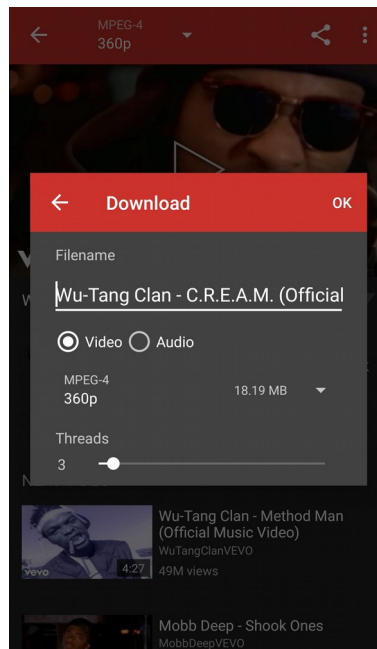 MPEG-4
360p
Download
OK
Filename
Wu-Tang Clan - C.R.E.A.M. (Official
Video
Audio
MPEG-4
360p
18.19 MB
Threads
3
Wu-Tang Clan - Method Man
(Official Music Video)
WuTangClanVEVO
49M views
vevo
4:27
Mobb Deep - Shook Ones
MobbDeepVEVO